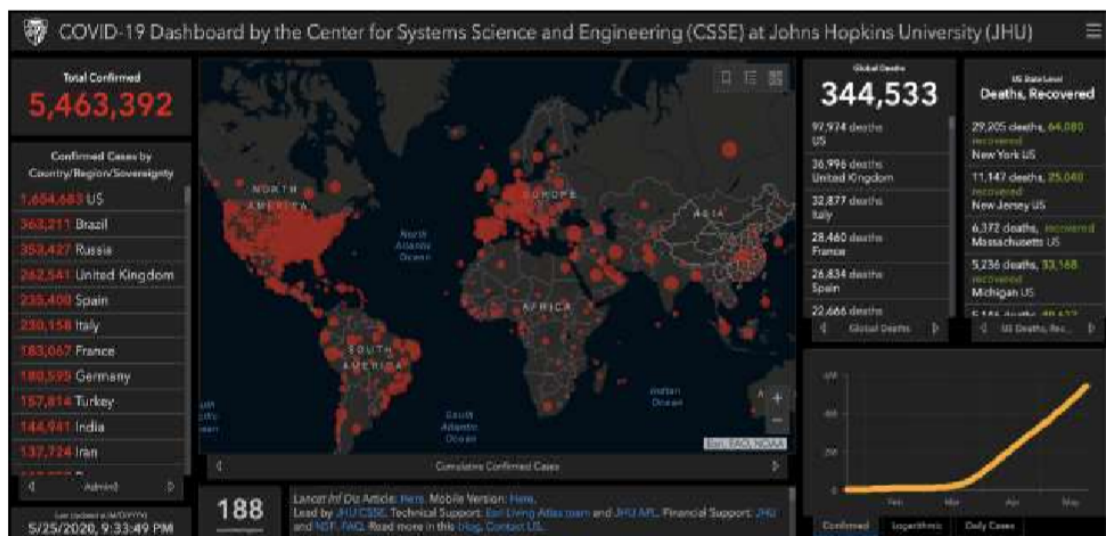 COVID-19 Dashboard by the Center for Systems Science and Engineering (CSSE) at Johns Hopkins University (JHU)
Total Confirmed
5,463,392
Confirmed Cases by
Country/Region/Sovereignty
1,654,683 US
363,211 Brazil
353,427 Russia
262,541 United Kingdom
235,400 Spain
230,158 Italy
183,067 France
180,595 Germany
157,814 Turkey
144,941 India
137,724 Iran
Admin0
Last Updated at (M/D/YYYY)
5/25/2020, 9:33:49 PM
NORTH
AMERICA
North
Atlantic
Ocean
EUROPE
ASIA
AFRICA
SOUTH
AMERICA
South
Atlantic
Ocean
Indian
Ocean
A
+
−
Esri, FAO, NOAA
Cumulative Confirmed Cases
188
Lancet Inf Dis Article: Here. Mobile Version: Here.
Lead by JHU CSSE. Technical Support: Esri Living Atlas team and JHU APL. Financial Support: JHU
and NSF. FAQ. Read more in this blog. Contact US.
Global Deaths
344,533
97,974 deaths
US
36,996 deaths
United Kingdom
32,877 deaths
Italy
28,460 deaths
France
26,834 deaths
Spain
22,666 deaths
Global Deaths
US State Level
Deaths, Recovered
29,205 deaths, 64,080
recovered
New York US
11,147 deaths, 25,040
recovered
New Jersey US
6,372 deaths, recovered
Massachusetts US
5,236 deaths, 33,168
recovered
Michigan US
US Deaths, Rec...
Feb
Mar
Apr
May
Confirmed
Logarithmic
Daily Cases